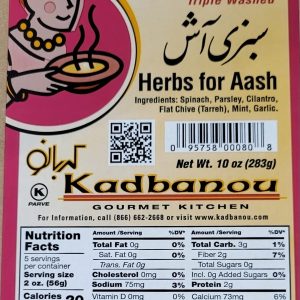 Triple Washed
سبزی آش
Herbs for Aash
Ingredients: Spinach, Parsley, Cilantro,
Flat Chive (Tarreh), Mint, Garlic.
0 95758 00080 8
Net Wt. 10 oz (283g)
کدبانو
K
PARVE
Kadbanou
GOURMET KITCHEN
For Information, call (866) 662-2668 or visit www.kadbanou.com
Nutrition
Facts
5 servings
per container
Serving size
2 oz (56g)
Calories
Amount /Serving %DV*
Total Fat 0g 0%
Sat. Fat 0g 0%
Trans. Fat 0g
Cholesterol 0mg 0%
Sodium 75mg 3%
Vitamin D 0mg 0%
Amount /Serving %DV*
Total Carb. 3g 1%
Fiber 2g 7%
Total Sugars 0g
Incl. 0g Added Sugars 0%
Protein 2g
Calcium 73mg 6%